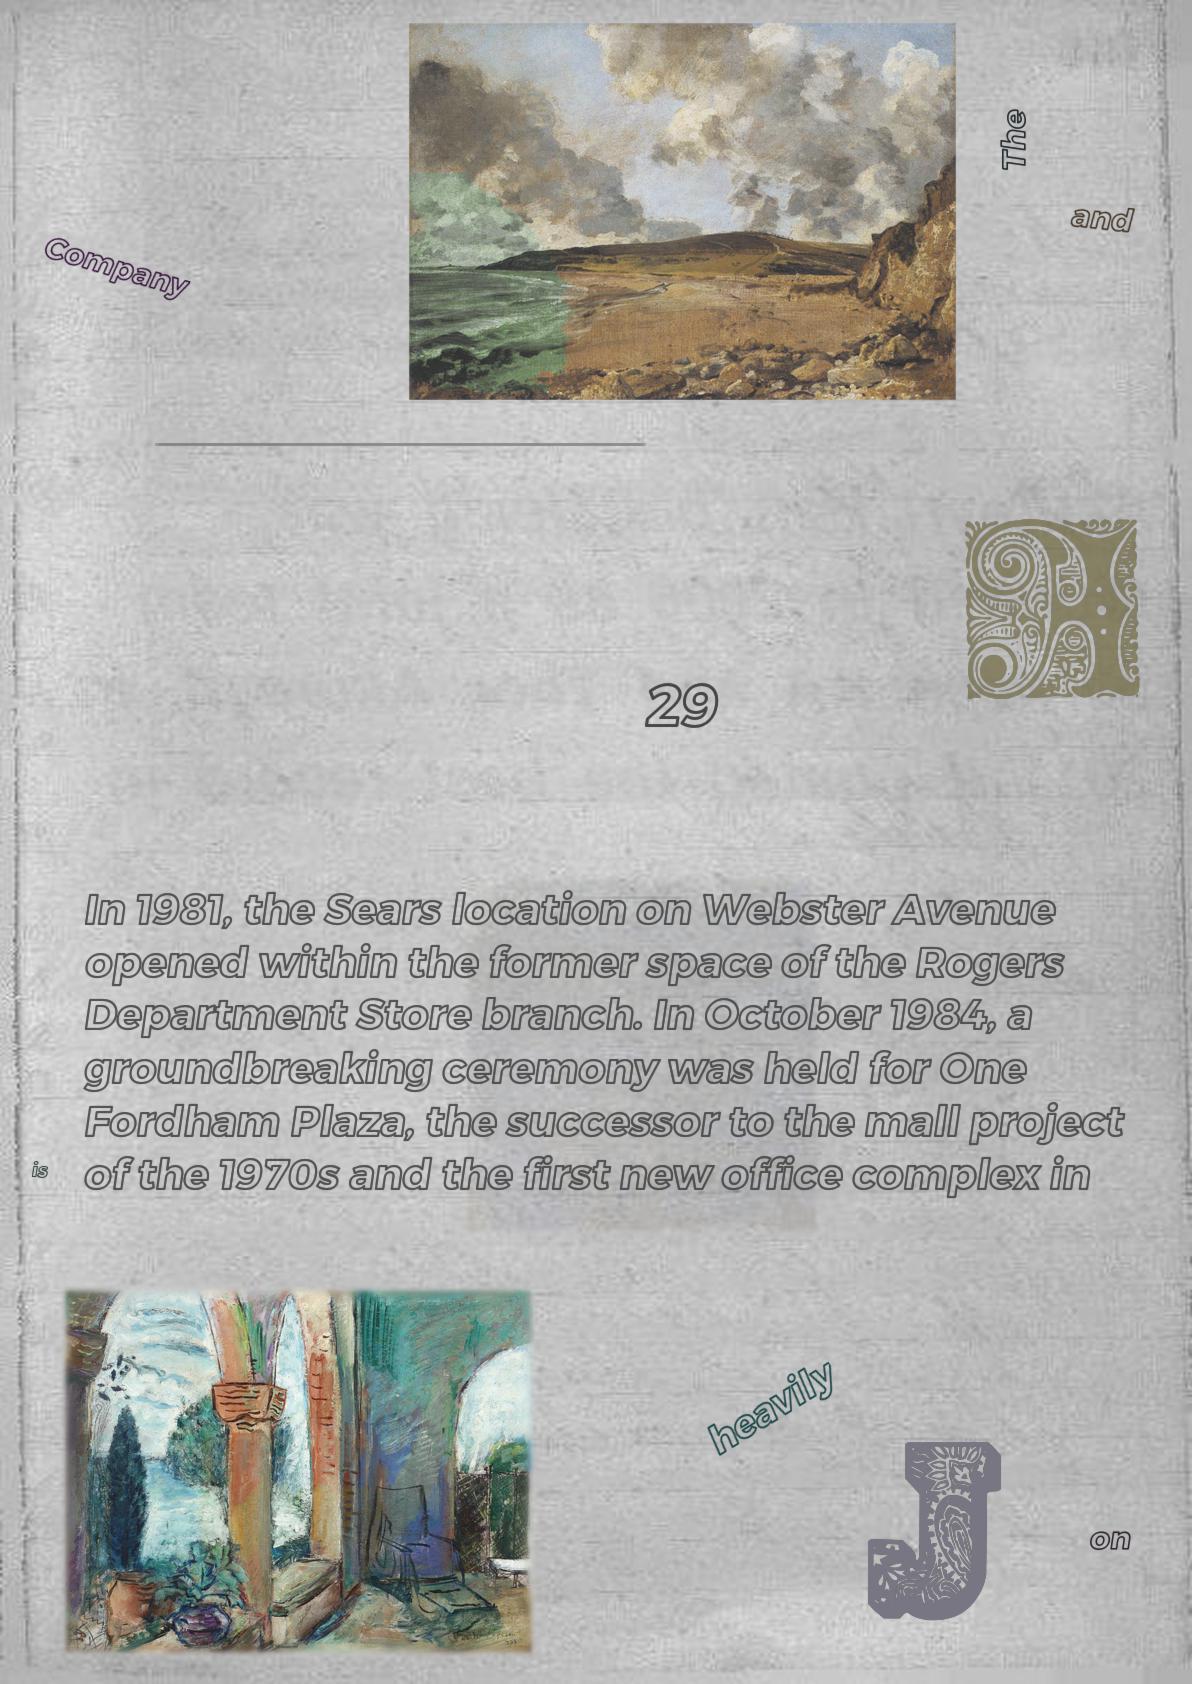 The
and
Company
29
In 1981, the Sears location on Webster Avenue
opened within the former space of the Rogers
Department Store branch. In October 1984, a
groundbreaking ceremony was held for One
Fordham Plaza, the successor to the mall project
of the 1970s and the first new office complex in
is
heavily
J
on